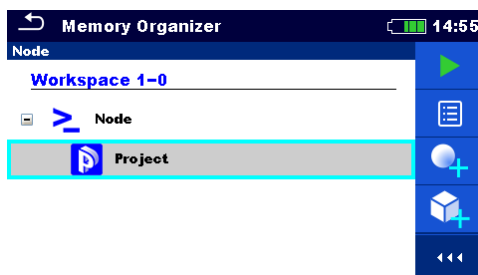 Memory Organizer
14:55
Node
Workspace 1-0
Node
Project